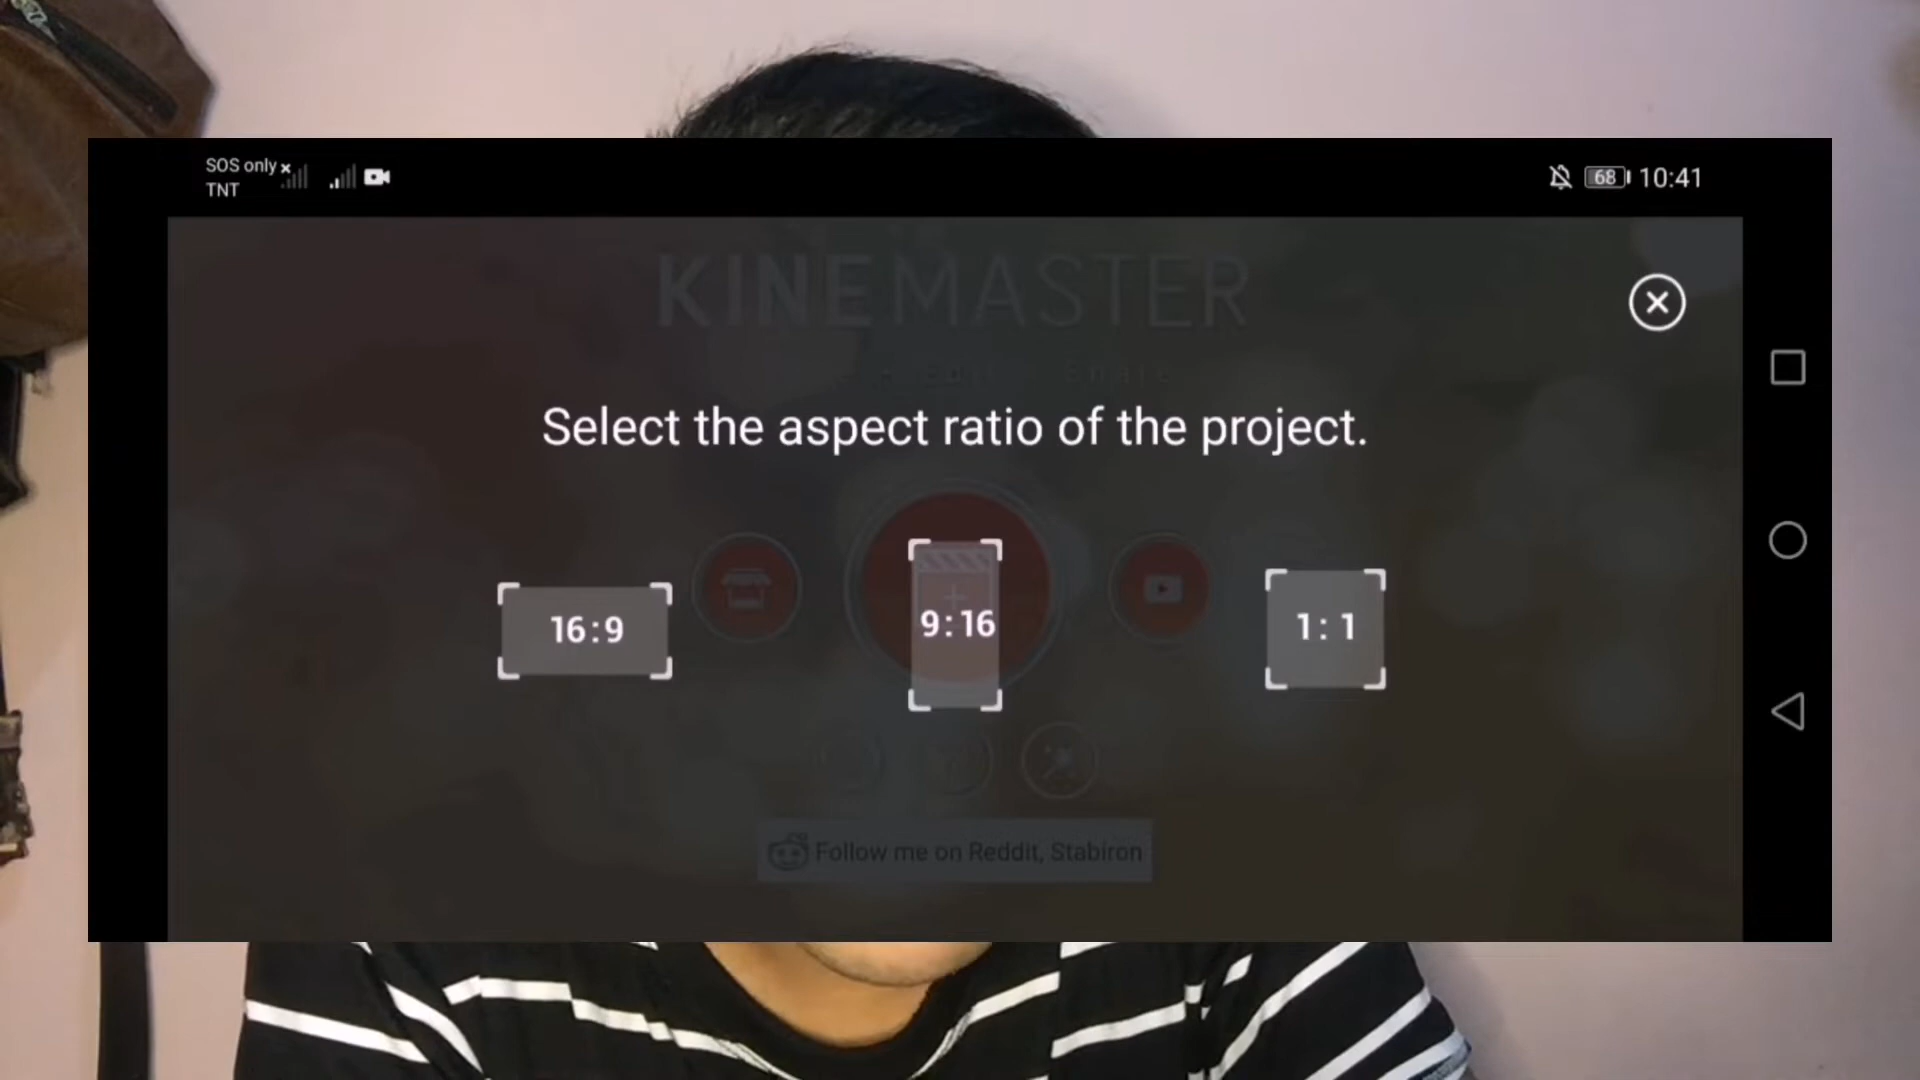 SOS only
TNT
68 10:41
KINEMASTER
Select the aspect ratio of the project.
16:9
9:16
1:1
Follow me on Reddit, Stabiron